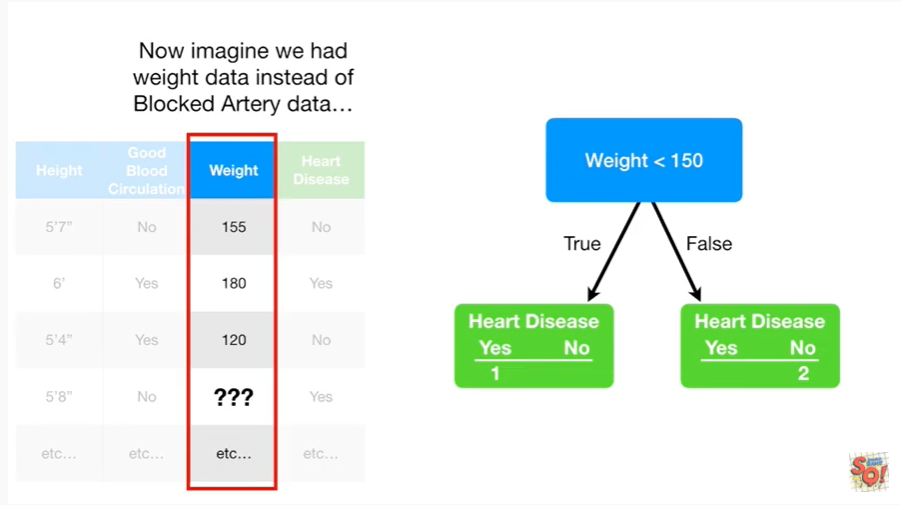 Now imagine we had
weight data instead of
Blocked Artery data…
Height Good Blood Circulation Weight Heart Disease
5’7” No 155 No
6’ Yes 180 Yes
5’4” Yes 120 No
5’8” No ??? Yes
etc… etc… etc… etc…
Weight < 150
True False
Heart Disease
Yes No
1
Heart Disease
Yes No
2
SQ!